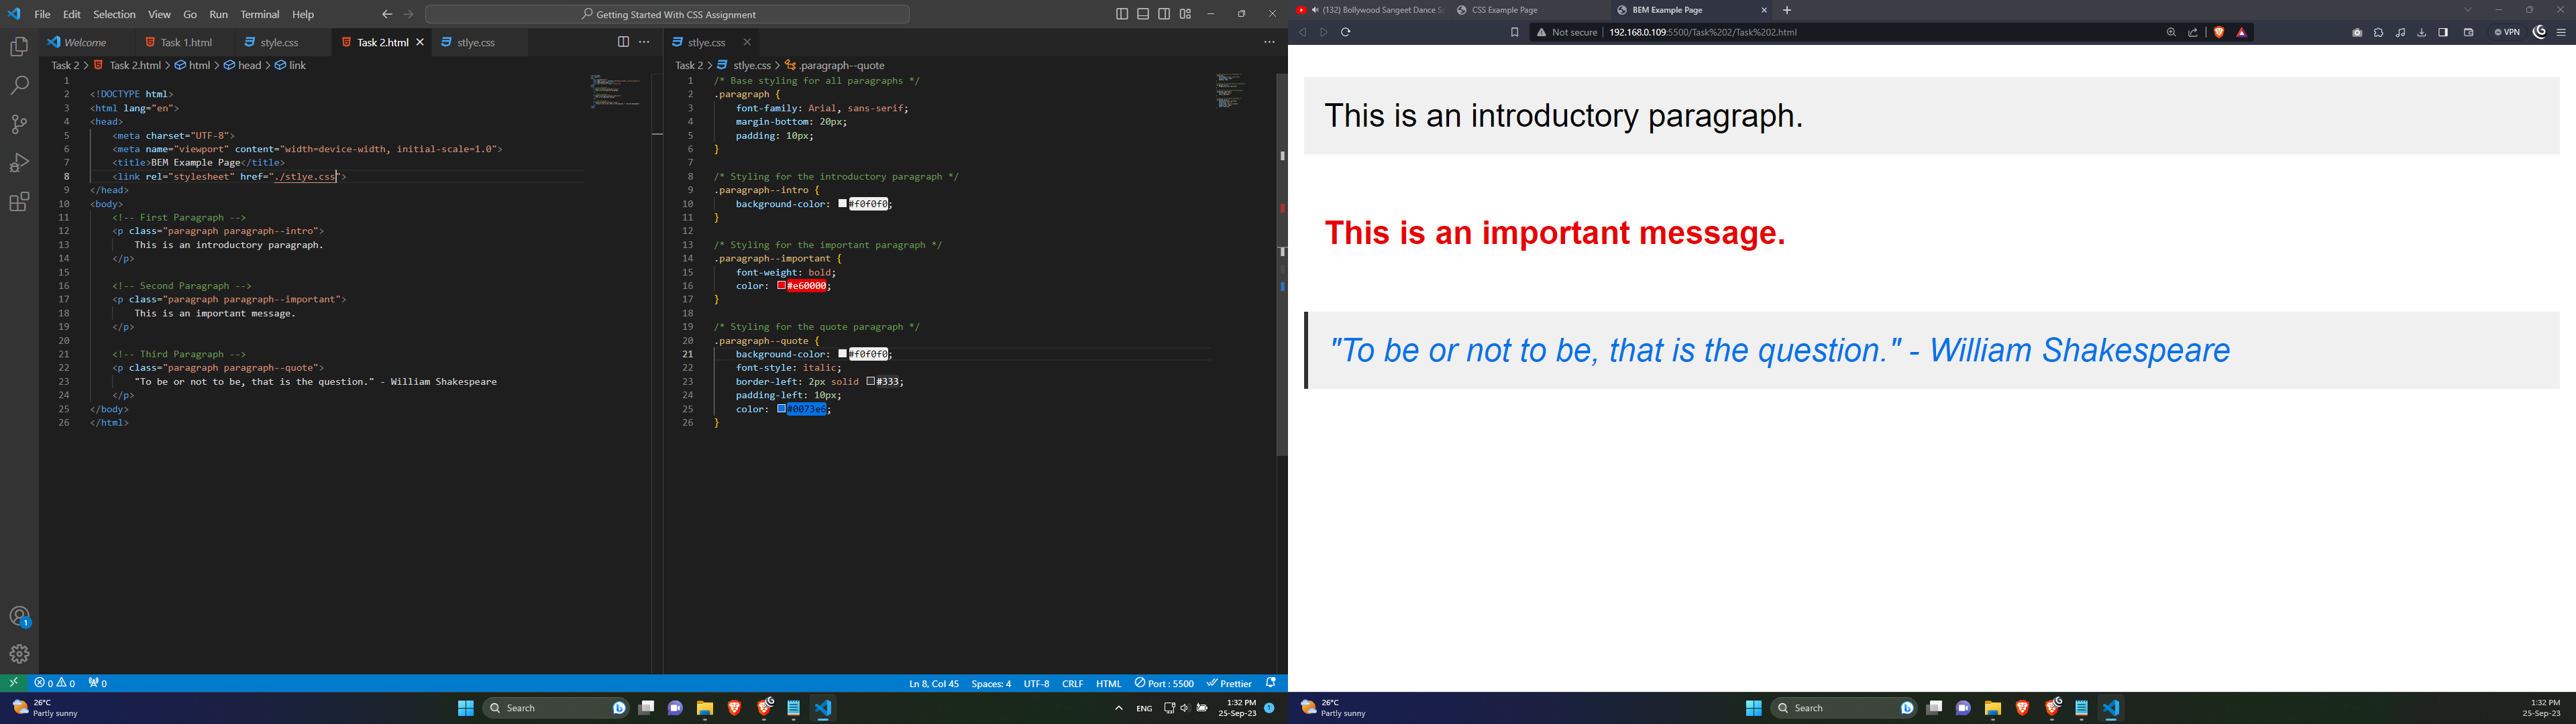 File Edit Selection View Go Run Terminal Help
Getting Started With CSS Assignment
Welcome
Task 1.html
style.css
Task 2.html
stlye.css
Task 2 > Task 2.html > html > head > link
1
2 <!DOCTYPE html>
3 <html lang="en">
4 <head>
5 <meta charset="UTF-8">
6 <meta name="viewport" content="width=device-width, initial-scale=1.0">
7 <title>BEM Example Page</title>
8 <link rel="stylesheet" href="./stlye.css">
9 </head>
10 <body>
11 <!-- First Paragraph -->
12 <p class="paragraph paragraph--intro">
13 This is an introductory paragraph.
14 </p>
15
16 <!-- Second Paragraph -->
17 <p class="paragraph paragraph--important">
18 This is an important message.
19 </p>
20
21 <!-- Third Paragraph -->
22 <p class="paragraph paragraph--quote">
23 "To be or not to be, that is the question." - William Shakespeare
24 </p>
25 </body>
26 </html>
stlye.css
Task 2 > stlye.css > .paragraph--quote
1 /* Base styling for all paragraphs */
2 .paragraph {
3 font-family: Arial, sans-serif;
4 margin-bottom: 20px;
5 padding: 10px;
6 }
7
8 /* Styling for the introductory paragraph */
9 .paragraph--intro {
10 background-color: #f0f0f0;
11 }
12
13 /* Styling for the important paragraph */
14 .paragraph--important {
15 font-weight: bold;
16 color: #e60000;
17 }
18
19 /* Styling for the quote paragraph */
20 .paragraph--quote {
21 background-color: #f0f0f0;
22 font-style: italic;
23 border-left: 2px solid #333;
24 padding-left: 10px;
25 color: #0073e6;
26 }
1
0 0 0
Ln 8, Col 45 Spaces: 4 UTF-8 CRLF HTML Port : 5500 Prettier
26°C
Partly sunny
Search
ENG
1:32 PM
25-Sep-23
1
(132) Bollywood Sangeet Dance S
CSS Example Page
BEM Example Page
Not secure 192.168.0.109:5500/Task%202/Task%202.html
VPN
This is an introductory paragraph.
This is an important message.
"To be or not to be, that is the question." - William Shakespeare
26°C
Partly sunny
Search
1:32 PM
25-Sep-23